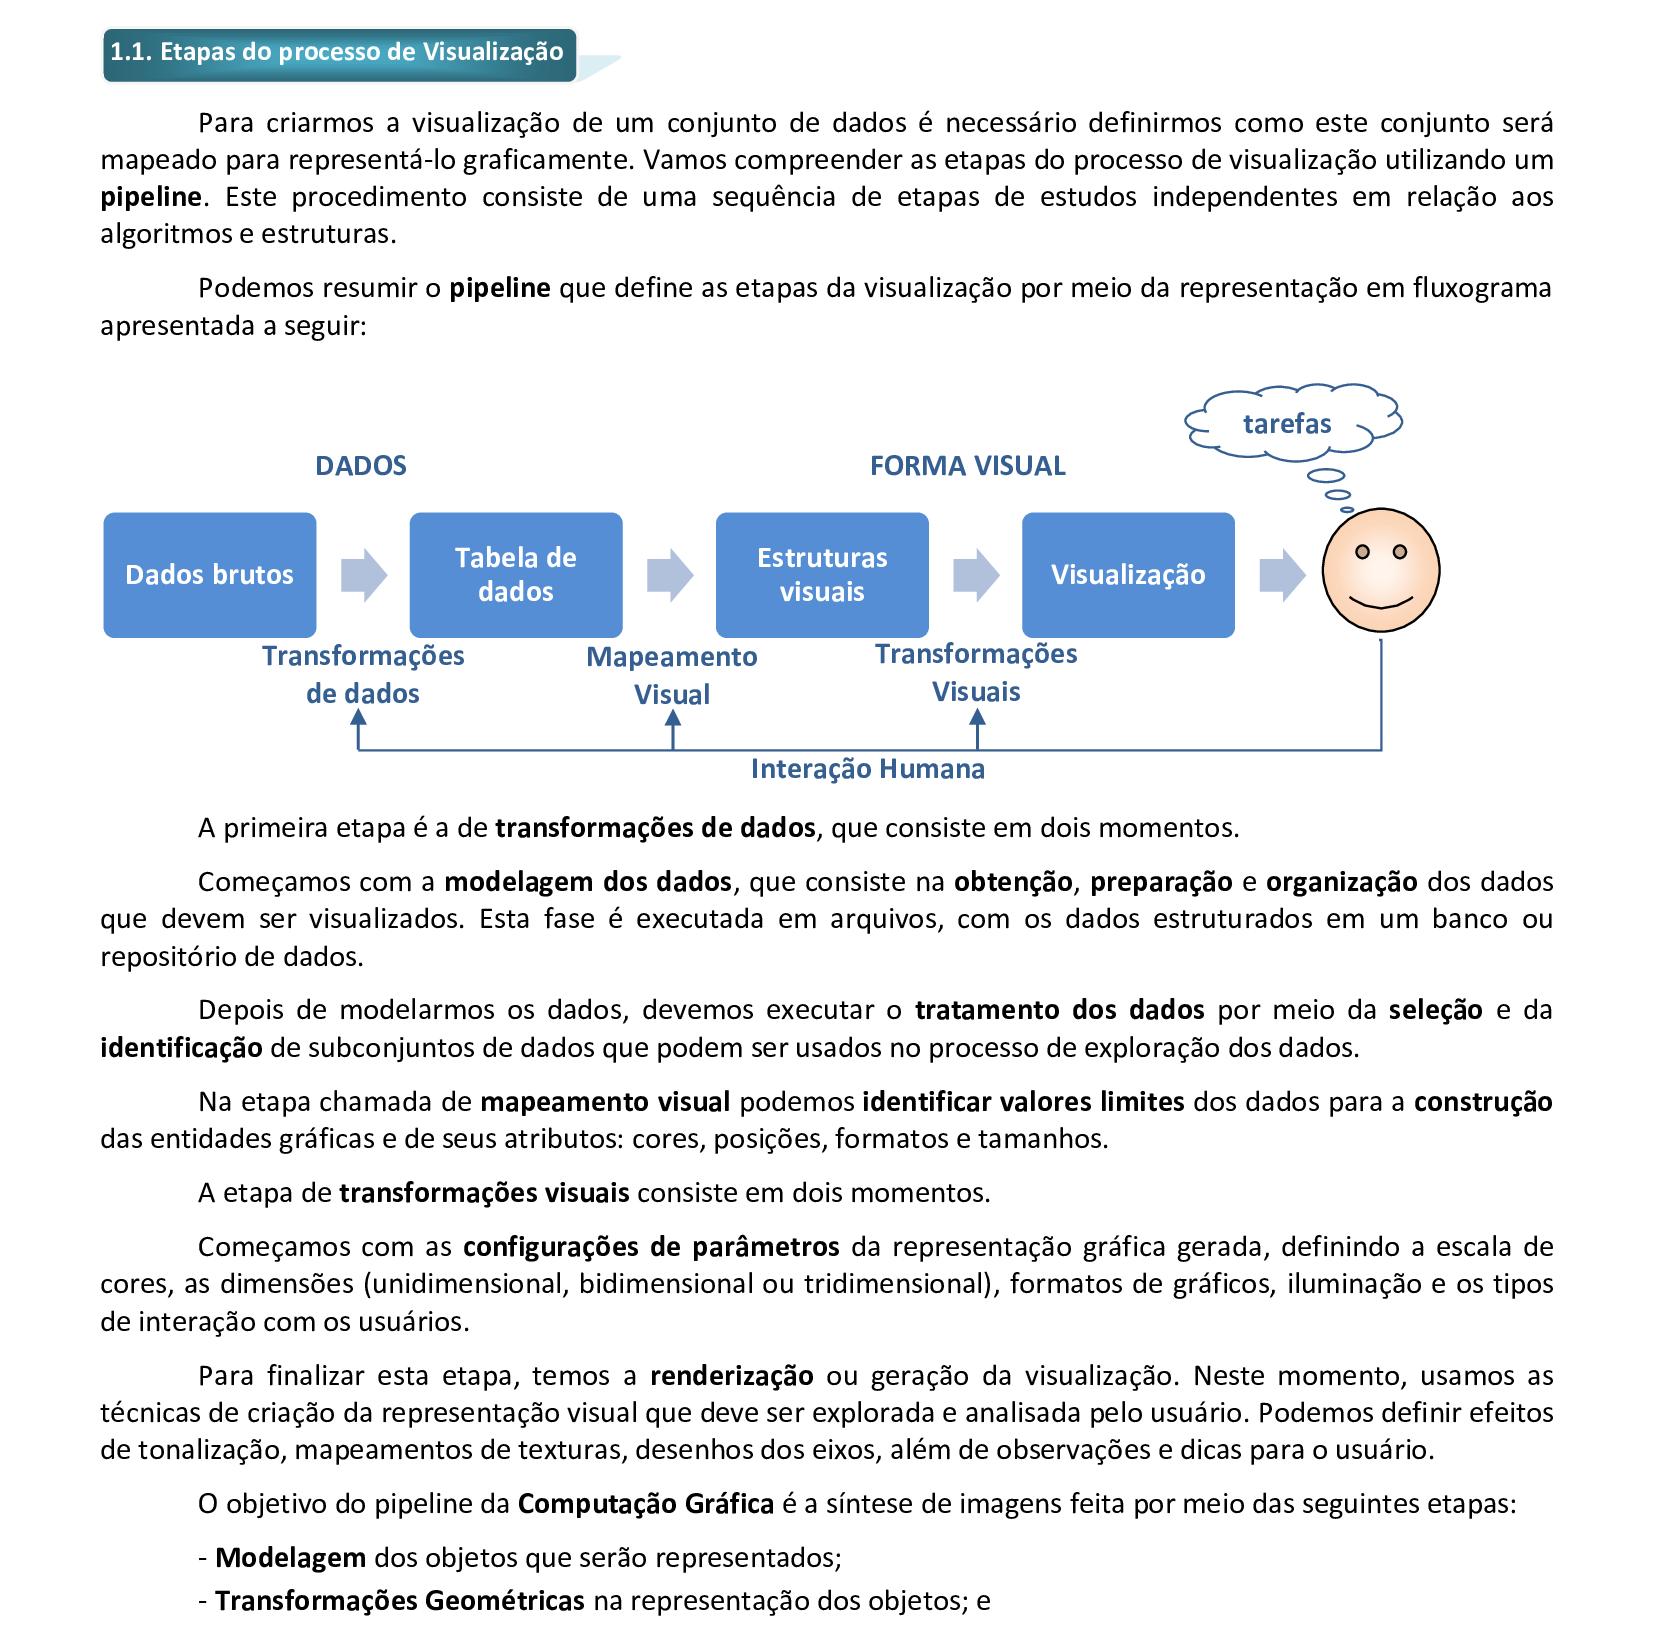 1.1. Etapas do processo de Visualização
Para criarmos a visualização de um conjunto de dados é necessário definirmos como este conjunto será
mapeado para representá-lo graficamente. Vamos compreender as etapas do processo de visualização utilizando um
pipeline. Este procedimento consiste de uma sequência de etapas de estudos independentes em relação aos
algoritmos e estruturas.
Podemos resumir o pipeline que define as etapas da visualização por meio da representação em fluxograma
apresentada a seguir:
tarefas
DADOS
FORMA VISUAL
Dados brutos
Tabela de
dados
Estruturas
visuais
Visualização
Transformações
de dados
Mapeamento
Visual
Transformações
Visuais
Interação Humana
A primeira etapa é a de transformações de dados, que consiste em dois momentos.
Começamos com a modelagem dos dados, que consiste na obtenção, preparação e organização dos dados
que devem ser visualizados. Esta fase é executada em arquivos, com os dados estruturados em um banco ou
repositório de dados.
Depois de modelarmos os dados, devemos executar o tratamento dos dados por meio da seleção e da
identificação de subconjuntos de dados que podem ser usados no processo de exploração dos dados.
Na etapa chamada de mapeamento visual podemos identificar valores limites dos dados para a construção
das entidades gráficas e de seus atributos: cores, posições, formatos e tamanhos.
A etapa de transformações visuais consiste em dois momentos.
Começamos com as configurações de parâmetros da representação gráfica gerada, definindo a escala de
cores, as dimensões (unidimensional, bidimensional ou tridimensional), formatos de gráficos, iluminação e os tipos
de interação com os usuários.
Para finalizar esta etapa, temos a renderização ou geração da visualização. Neste momento, usamos as
técnicas de criação da representação visual que deve ser explorada e analisada pelo usuário. Podemos definir efeitos
de tonalização, mapeamentos de texturas, desenhos dos eixos, além de observações e dicas para o usuário.
O objetivo do pipeline da Computação Gráfica é a síntese de imagens feita por meio das seguintes etapas:
- Modelagem dos objetos que serão representados;
- Transformações Geométricas na representação dos objetos; e